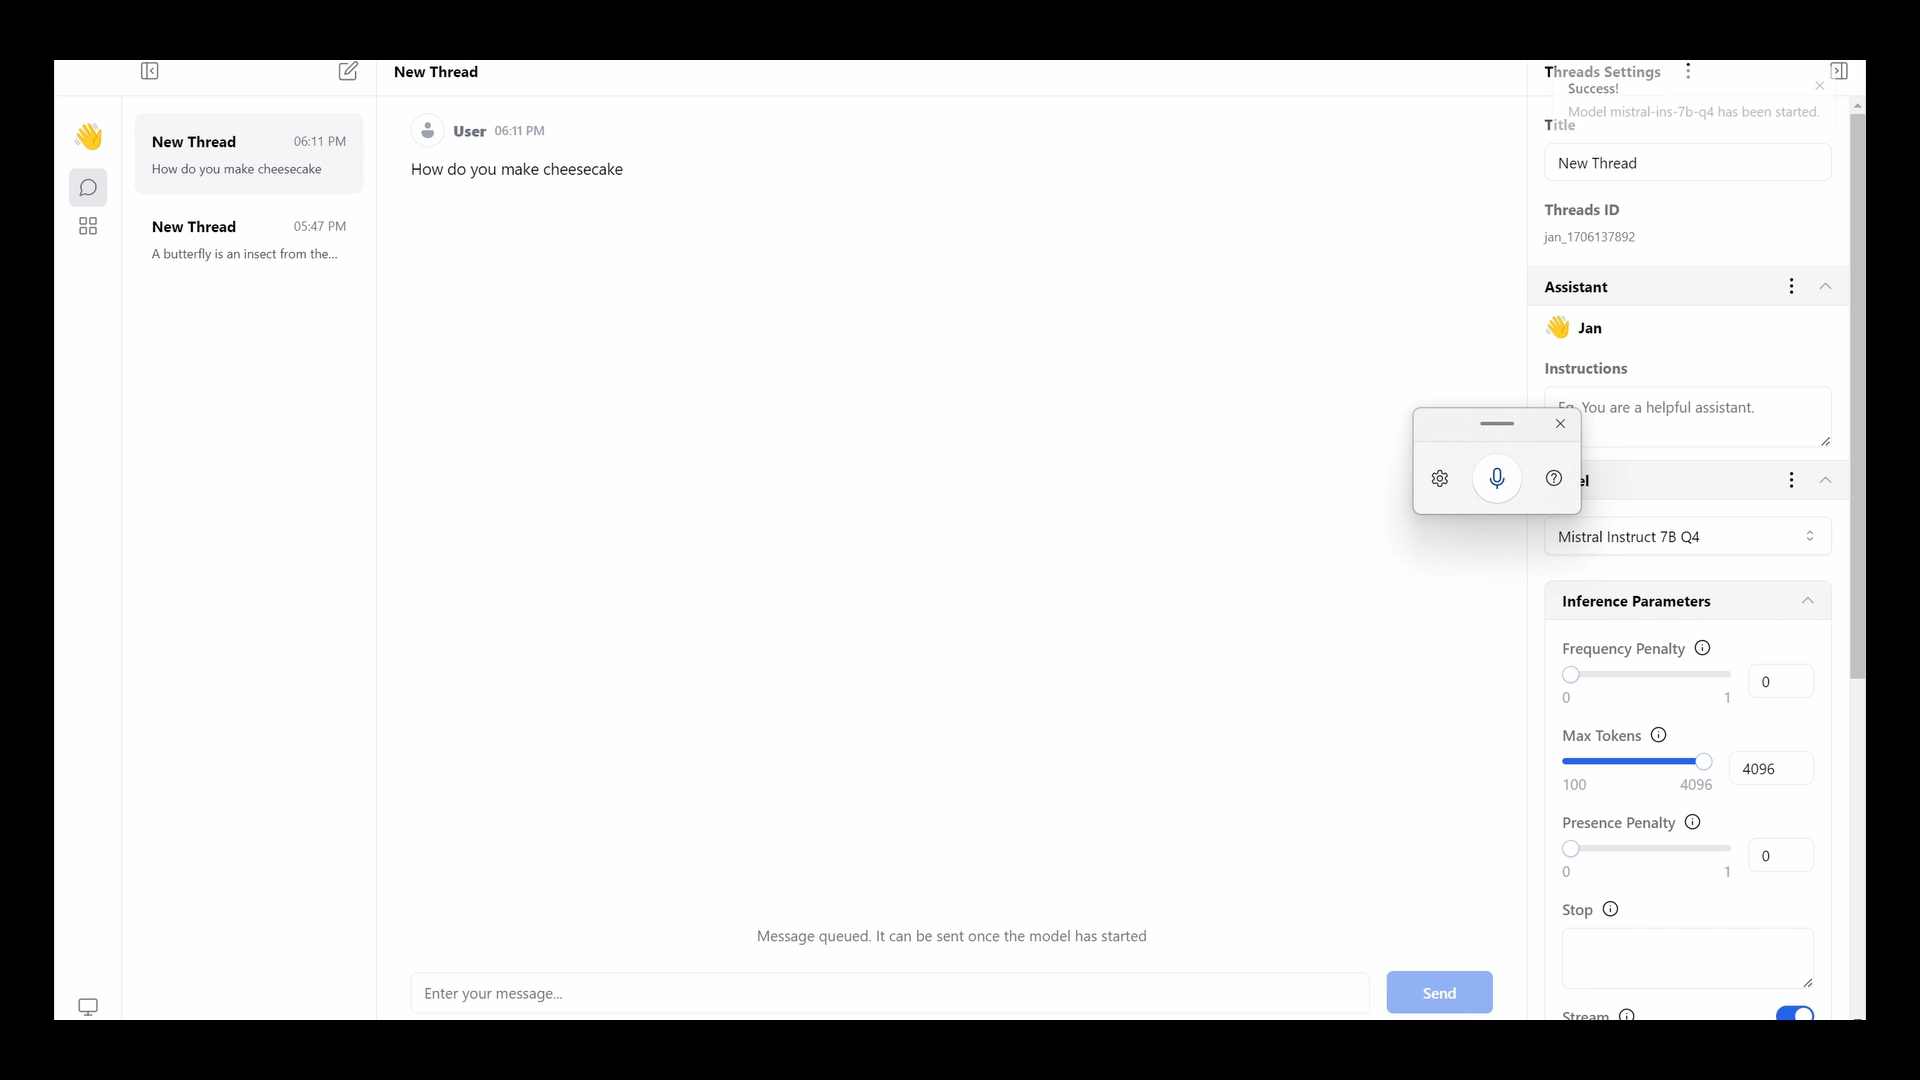 New Thread
Threads Settings
Success!
Model mistral-ins-7b-q4 has been started.
New Thread 06:11 PM
How do you make cheesecake
New Thread 05:47 PM
A butterfly is an insect from the...
User 06:11 PM
How do you make cheesecake
Message queued. It can be sent once the model has started
Enter your message...
Send
Title
New Thread
Threads ID
jan_1706137892
Assistant
Jan
Instructions
Eg. You are a helpful assistant.
el
Mistral Instruct 7B Q4
Inference Parameters
Frequency Penalty
0
0 1
Max Tokens
4096
100 4096
Presence Penalty
0
0 1
Stop
Stream